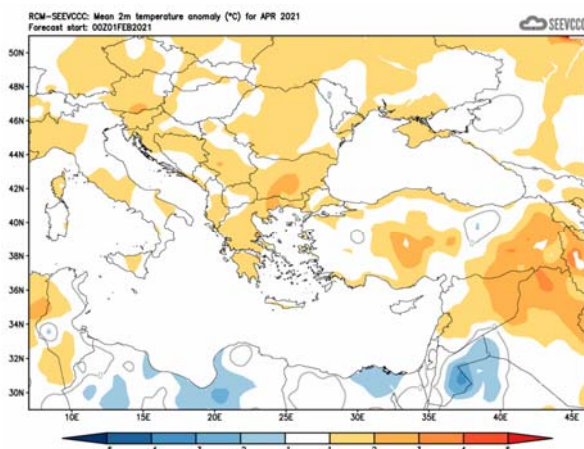 RCM-SEEVCCC: Mean 2m temperature anomaly (°C) for APR 2021
Forecast start: 00Z01FEB2021
SEEVCCC
50N
48N
46N
44N
42N
40N
38N
36N
34N
32N
30N
10E 15E 20E 25E 30E 35E 40E 45E